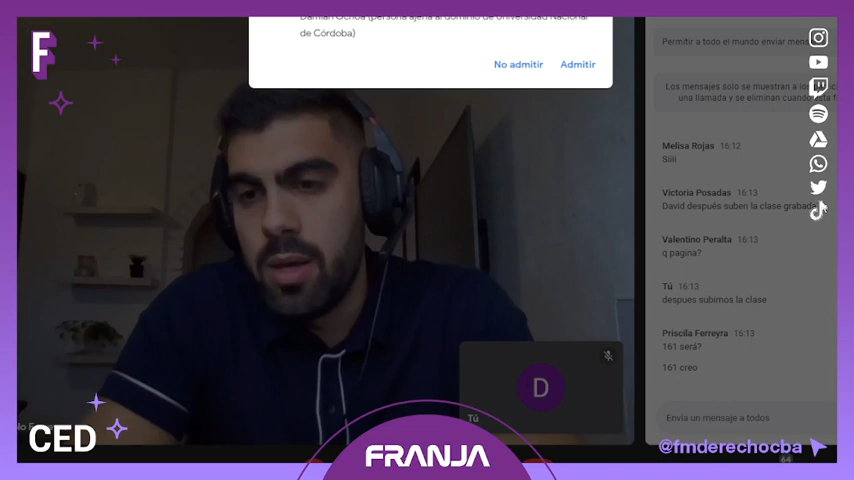 F
Damián Ochoa (persona ajena al dominio de Universidad Nacional
de Córdoba)
No admitir
Admitir
Permitir a todo el mundo enviar
Los mensajes solo se muestran a
una llamada y se eliminan cuando
Melisa Rojas 16:12
Siiii
Victoria Posadas 16:13
David después suben la clase grabada
Valentino Peralta 16:13
q pagina?
Tú 16:13
despues subimos la clase
Priscila Ferreyra 16:13
161 será?
161 creo
D
Tú
Envía un mensaje a todos
CED
FRANJA
@fmderechocba
64